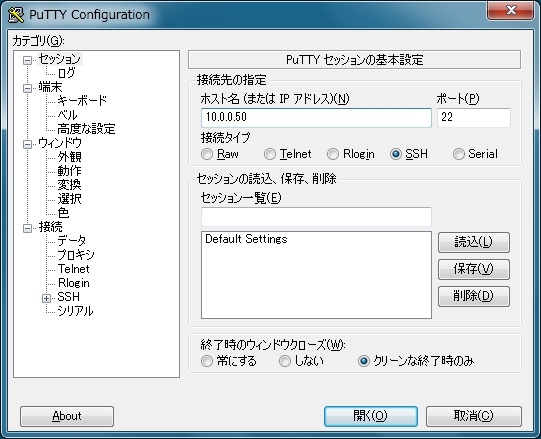 PuTTY Configuration
カテゴリ(G):
セッション
ログ
端末
キーボード
ベル
高度な設定
ウィンドウ
外観
動作
変換
選択
色
接続
データ
プロキシ
Telnet
Rlogin
SSH
シリアル
PuTTY セッションの基本設定
接続先の指定
ホスト名 (または IP アドレス)(N) ポート(P)
10.0.0.50 22
接続タイプ
Raw Telnet Rlogin SSH Serial
セッションの読込、保存、削除
セッション一覧(E)
Default Settings
読込(L)
保存(V)
削除(D)
終了時のウィンドウクローズ(W):
常にする しない クリーンな終了時のみ
About 開く(O) 取消(C)